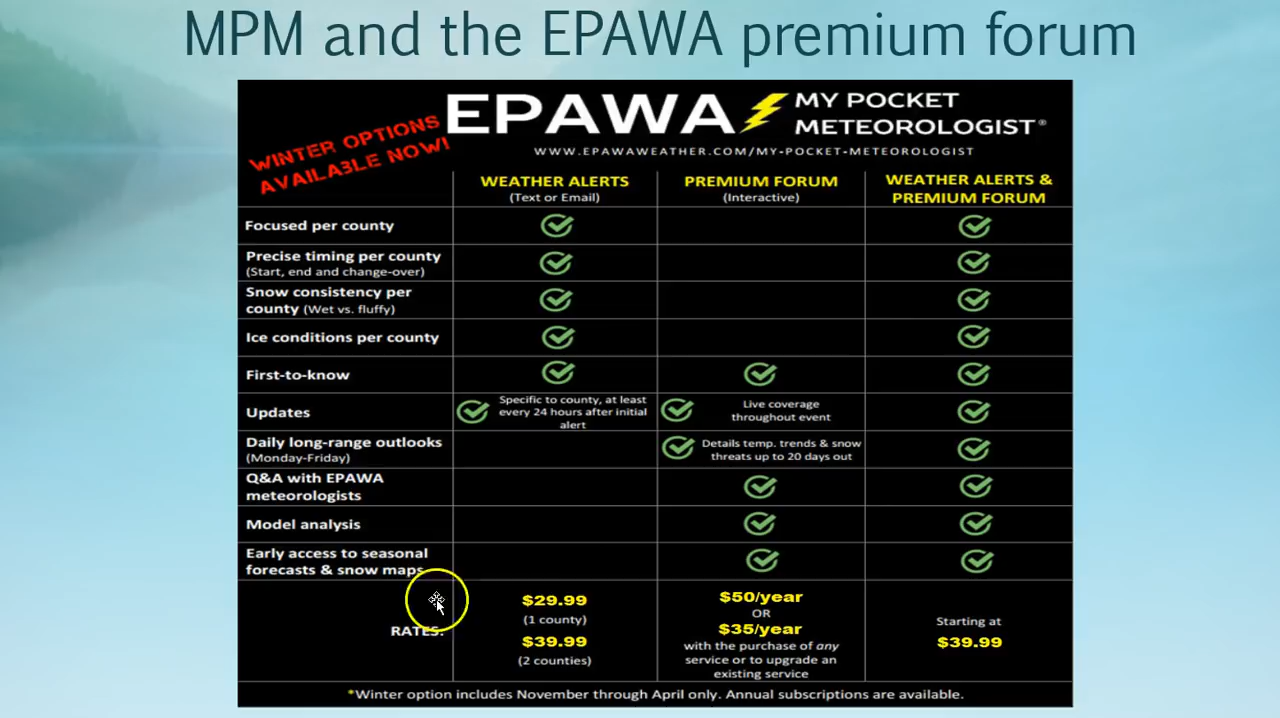 MPM and the EPAWA premium forum
WINTER OPTIONS
AVAILABLE NOW!
EPAWA MY POCKET
METEOROLOGIST®
WWW.EPAWAWEATHER.COM/MY-POCKET-METEOROLOGIST
WEATHER ALERTS
(Text or Email)
PREMIUM FORUM
(Interactive)
WEATHER ALERTS &
PREMIUM FORUM
Focused per county
Precise timing per county
(Start, end and change-over)
Snow consistency per
county (Wet vs. fluffy)
Ice conditions per county
First-to-know
Updates
Specific to county, at least
every 24 hours after initial
alert
Live coverage
throughout event
Daily long-range outlooks
(Monday-Friday)
Details temp. trends & snow
threats up to 20 days out
Q&A with EPAWA
meteorologists
Model analysis
Early access to seasonal
forecasts & snow maps
RATES:
$29.99
(1 county)
$39.99
(2 counties)
$50/year
OR
$35/year
with the purchase of any
service or to upgrade an
existing service
Starting at
$39.99
*Winter option includes November through April only. Annual subscriptions are available.